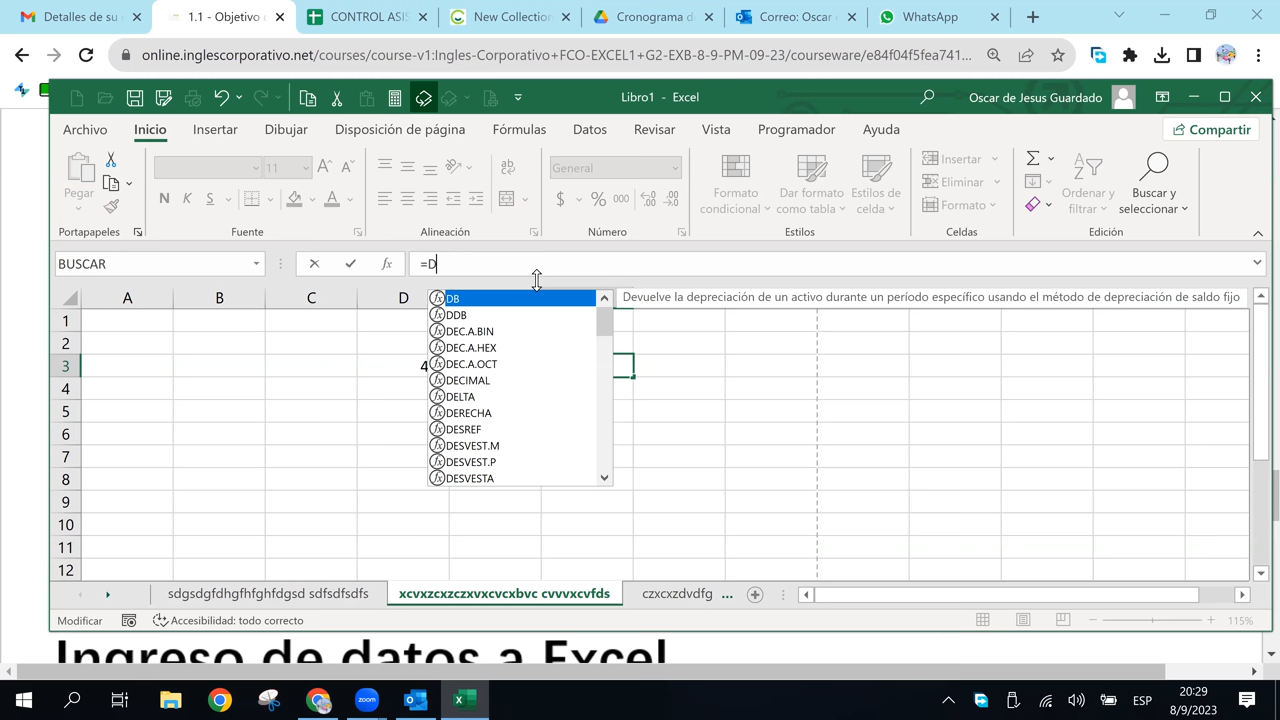 Detalles de su
1.1 - Objetivo
CONTROL ASIS
New Collection
Cronograma d
Correo: Oscar
WhatsApp
online.inglescorporativo.net/courses/course-v1:Ingles-Corporativo+FCO-EXCEL1+G2-EXB-8-9-PM-09-23/courseware/e84f04f5fea741...
Libro1 - Excel
Oscar de Jesus Guardado
Archivo Inicio Insertar Dibujar Disposición de página Fórmulas Datos Revisar Vista Programador Ayuda
Compartir
Pegar
11
N K S
ab
General
$ % 000
Formato condicional
Dar formato como tabla
Estilos de celda
Insertar
Eliminar
Formato
Ordenar y filtrar
Buscar y seleccionar
Portapapeles Fuente Alineación Número Estilos Celdas Edición
BUSCAR
fx
=D
A B C D
DB
Devuelve la depreciación de un activo durante un período específico usando el método de depreciación de saldo fijo
DDB
DEC.A.BIN
DEC.A.HEX
DEC.A.OCT
DECIMAL
DELTA
DERECHA
DESREF
DESVEST.M
DESVEST.P
DESVESTA
1
2
3 4
4
5
6
7
8
9
10
11
12
sdgsdgfdhgfhfghfdgsd sdfsdfsdfs
xcvxzcxzczxvxcvcxbvc cvvvxcvfds
czxcxzdvdfg ...
Modificar
Accesibilidad: todo correcto
115%
Ingreso de datos a Excel
ESP
20:29
8/9/2023